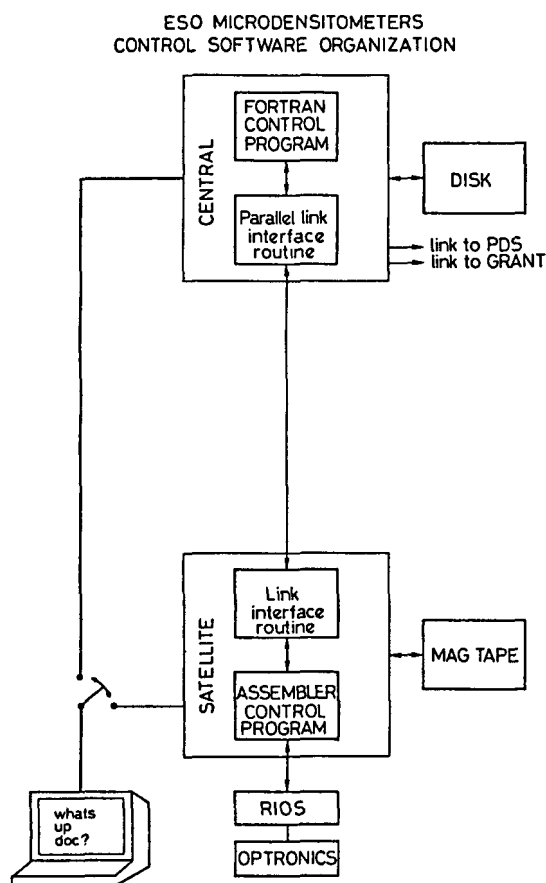 ESO MICRODENSITOMETERS
CONTROL SOFTWARE ORGANIZATION
CENTRAL
FORTRAN
CONTROL
PROGRAM
Parallel link
interface
routine
DISK
link to PDS
link to GRANT
SATELLITE
Link
interface
routine
ASSEMBLER
CONTROL
PROGRAM
MAG TAPE
RIOS
OPTRONICS
whats
up
doc?